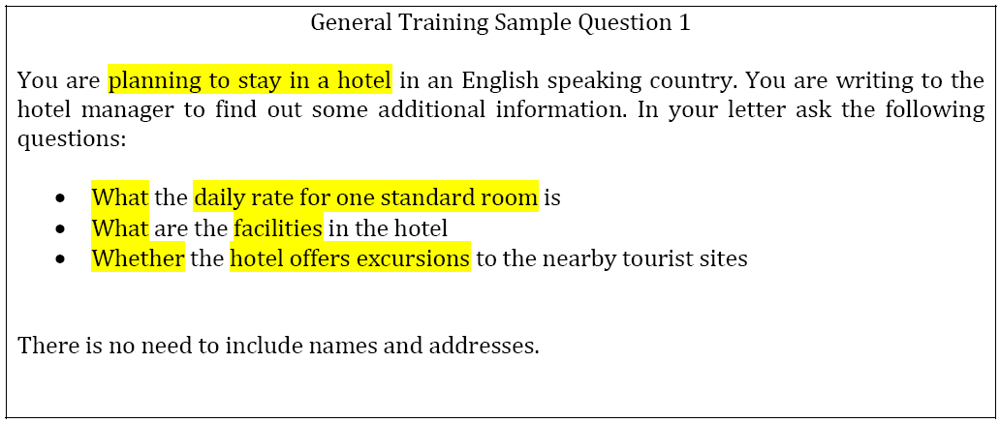 General Training Sample Question 1
You are planning to stay in a hotel in an English speaking country. You are writing to the
hotel manager to find out some additional information. In your letter ask the following
questions:
• What the daily rate for one standard room is
• What are the facilities in the hotel
• Whether the hotel offers excursions to the nearby tourist sites
There is no need to include names and addresses.